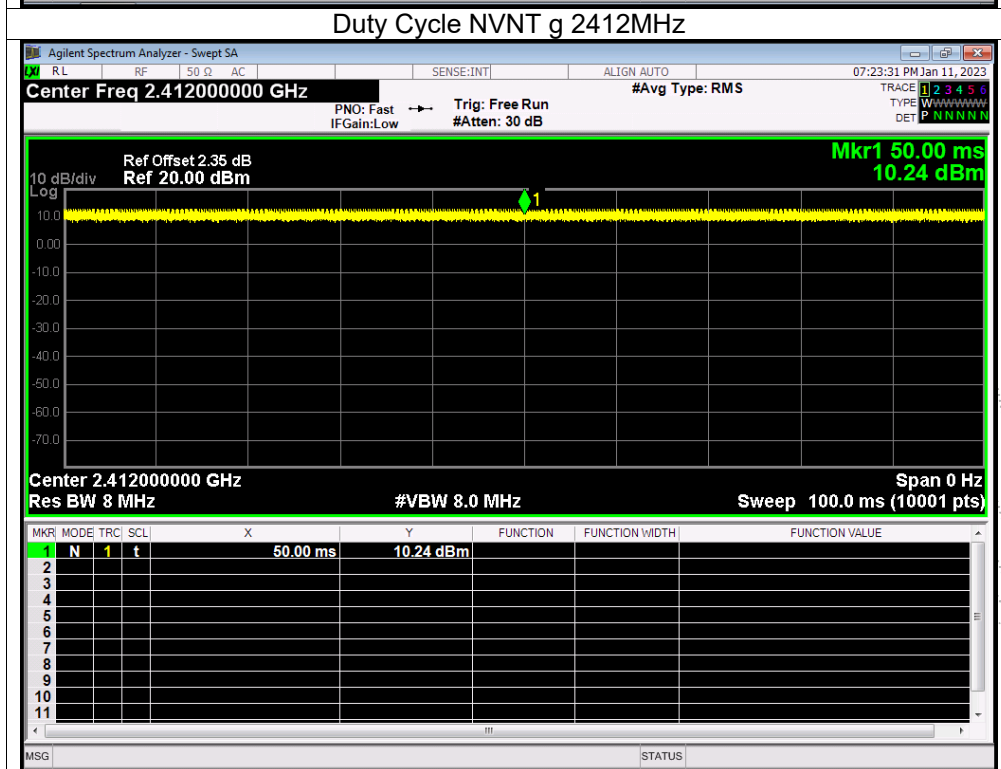 Duty Cycle NVNT g 2412MHz
Agilent Spectrum Analyzer - Swept SA
LXI RL RF 50 Ω AC SENSE:INT ALIGN AUTO 07:23:31 PM Jan 11, 2023
Center Freq 2.412000000 GHz #Avg Type: RMS TRACE 1 2 3 4 5 6
PNO: Fast Trig: Free Run TYPE WWWWWW
IFGain:Low #Atten: 30 dB DET P N N N N N
Mkr1 50.00 ms
Ref Offset 2.35 dB
10 dB/div Ref 20.00 dBm 10.24 dBm
Log
1
10.0
0.00
-10.0
-20.0
-30.0
-40.0
-50.0
-60.0
-70.0
Center 2.412000000 GHz Span 0 Hz
Res BW 8 MHz #VBW 8.0 MHz Sweep 100.0 ms (10001 pts)
MKR MODE TRC SCL X Y FUNCTION FUNCTION WIDTH FUNCTION VALUE
1 N 1 t 50.00 ms 10.24 dBm
2
3
4
5
6
7
8
9
10
11
MSG STATUS